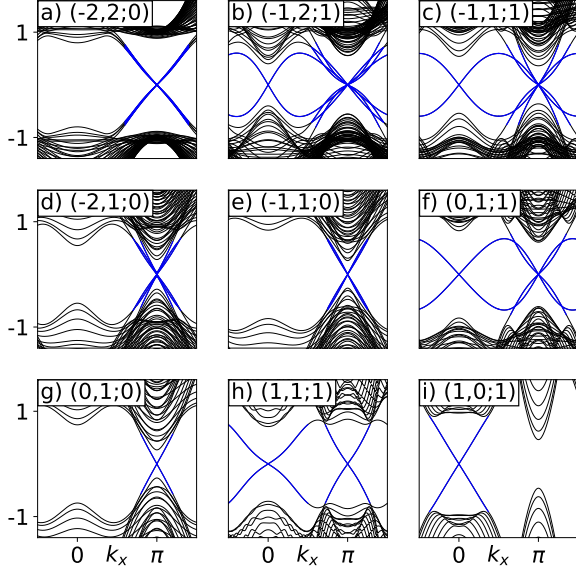 a) (-2,2;0) b) (-1,2;1) c) (-1,1;1)
1
-1
d) (-2,1;0) e) (-1,1;0) f) (0,1;1)
1
-1
g) (0,1;0) h) (1,1;1) i) (1,0;1)
1
-1
0 kₓ π 0 kₓ π 0 kₓ π